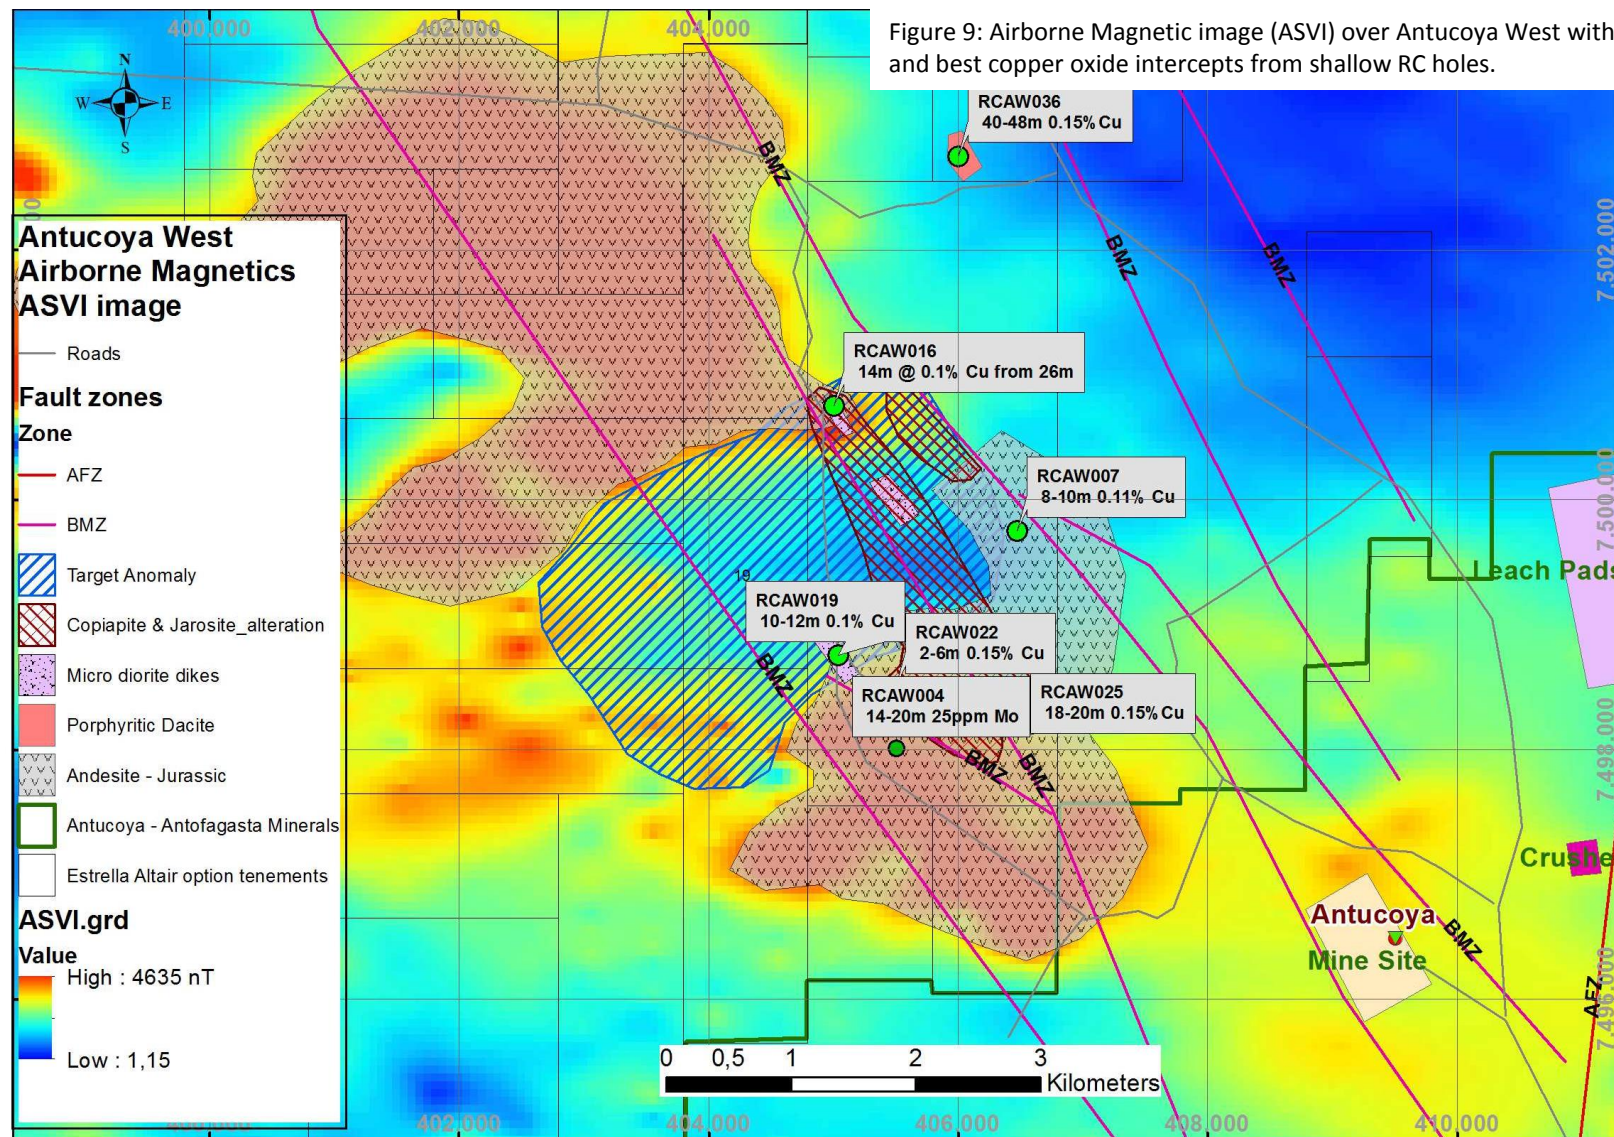 Figure 9: Airborne Magnetic image (ASVI) over Antucoya West with
and best copper oxide intercepts from shallow RC holes.
400.000
402.000
404.000
N
W
E
S
RCAW036
40-48m 0.15% Cu
BMZ
BMZ
BMZ
7.502.000
Antucoya West
Airborne Magnetics
ASVI image
Roads
Fault zones
Zone
AFZ
BMZ
Target Anomaly
Copiapite & Jarosite_alteration
Micro diorite dikes
Porphyritic Dacite
Andesite - Jurassic
Antucoya - Antofagasta Minerals
Estrella Altair option tenements
ASVI.grd
Value
High : 4635 nT
Low : 1,15
RCAW016
14m @ 0.1% Cu from 26m
RCAW007
8-10m 0.11% Cu
7.500.000
Leach Pads
19
RCAW019
10-12m 0.1% Cu
RCAW022
2-6m 0.15% Cu
BMZ
RCAW004
14-20m 25ppm Mo
RCAW025
18-20m 0.15% Cu
BMZ
BMZ
7.498.000
Crushe
Antucoya
Mine Site
BMZ
AFZ
7.496.000
0
0,5
1
2
3
Kilometers
400.000
402.000
404.000
406.000
408.000
410.000